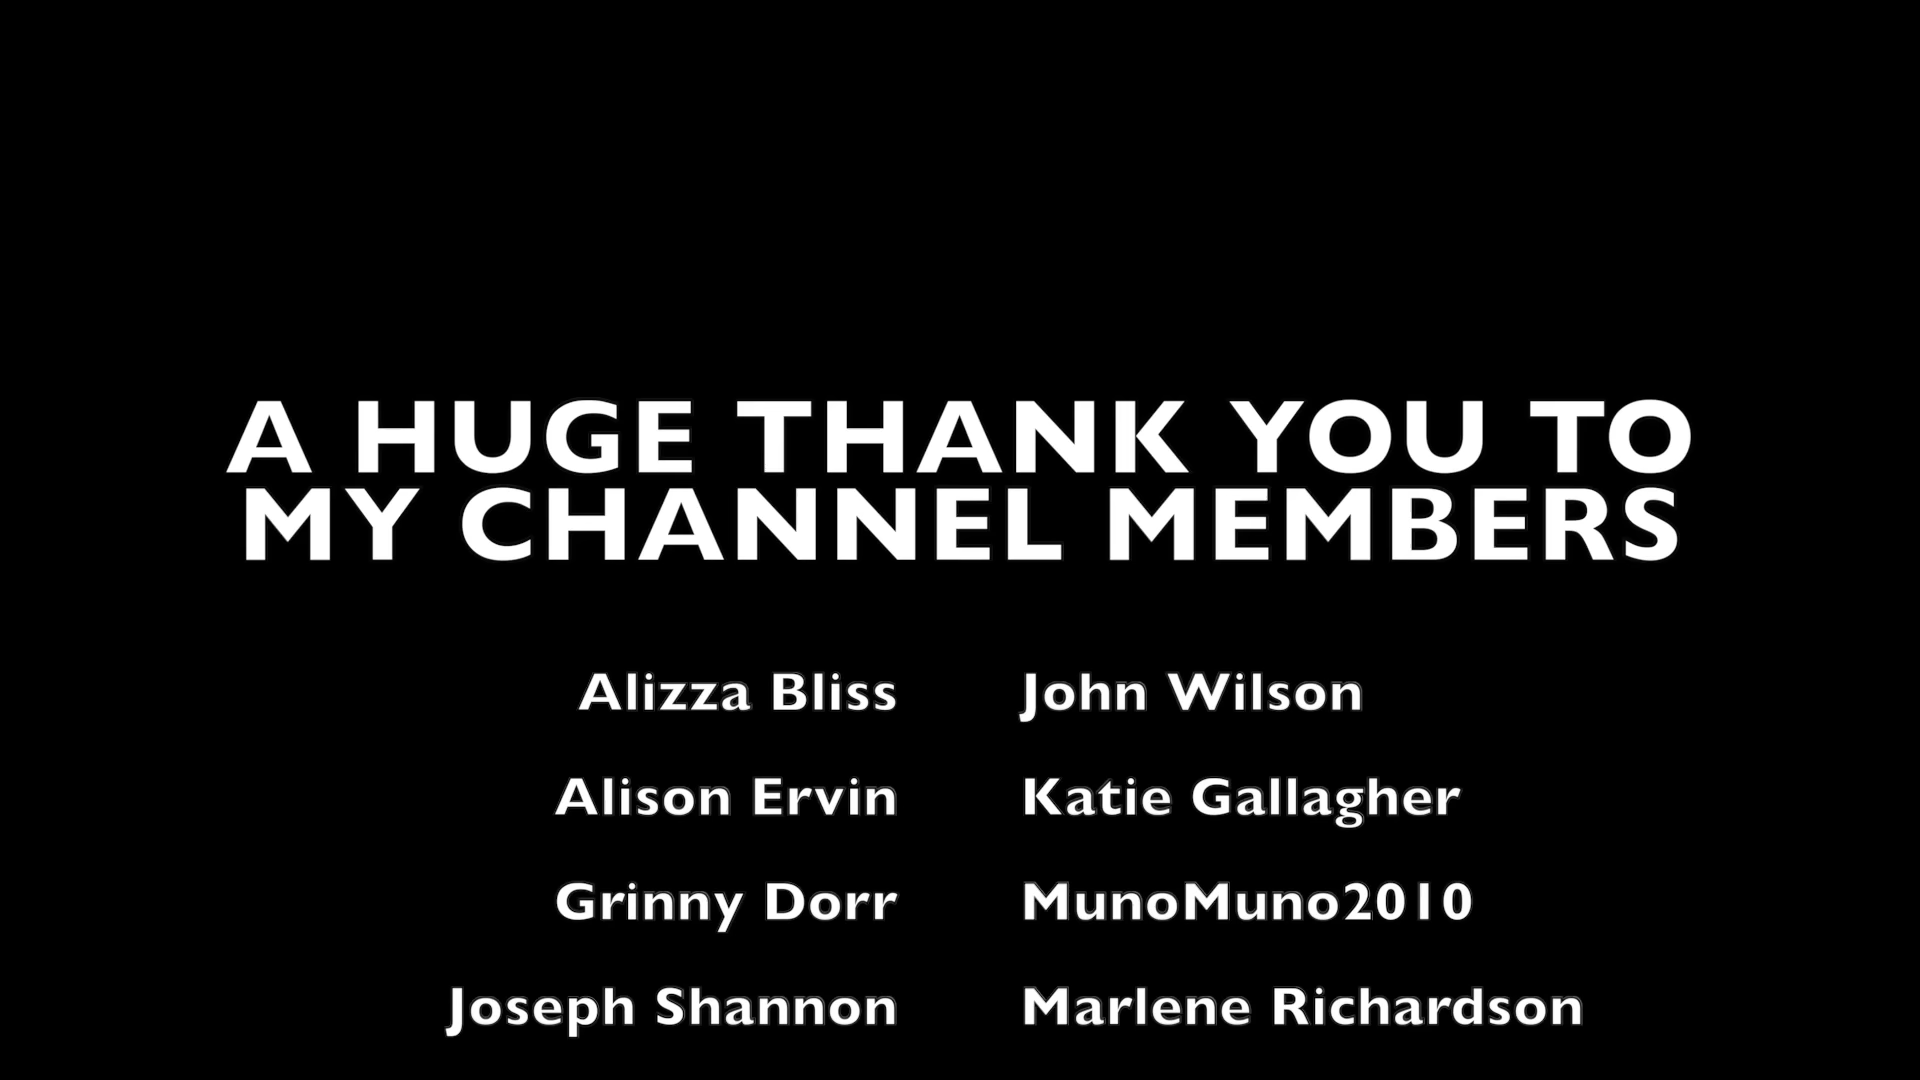 A HUGE THANK YOU TO
MY CHANNEL MEMBERS
Alizza Bliss John Wilson
Alison Ervin Katie Gallagher
Grinny Dorr MunoMuno2010
Joseph Shannon Marlene Richardson